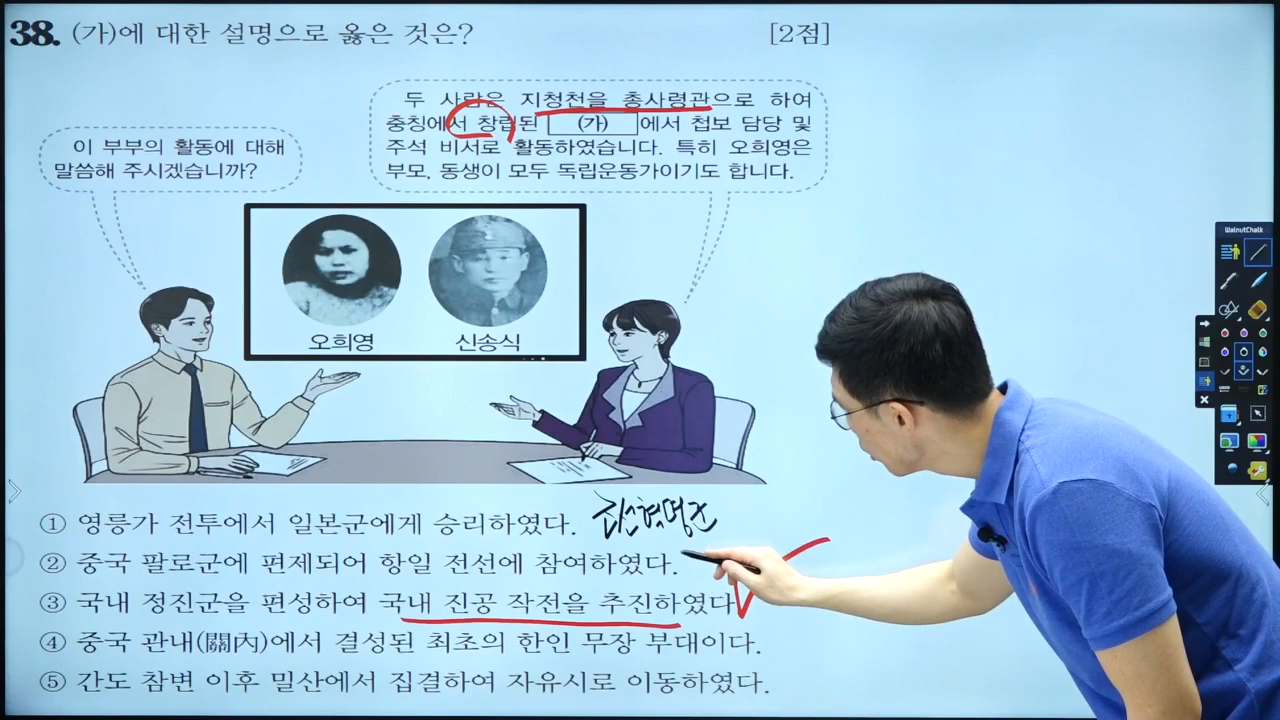 38. (가)에 대한 설명으로 옳은 것은? [2점]
이 부부의 활동에 대해
말씀해 주시겠습니까?
두 사람은 지청천을 총사령관으로 하여
충칭에서 창립된 (가) 에서 첩보 담당 및
주석 비서로 활동하였습니다. 특히 오희영은
부모, 동생이 모두 독립운동가이기도 합니다.
오희영 신송식
① 영릉가 전투에서 일본군에게 승리하였다. 조선혁명군
② 중국 팔로군에 편제되어 항일 전선에 참여하였다.
③ 국내 정진군을 편성하여 국내 진공 작전을 추진하였다
④ 중국 관내(關內)에서 결성된 최초의 한인 무장 부대이다.
⑤ 간도 참변 이후 밀산에서 집결하여 자유시로 이동하였다.
WalnutChalk